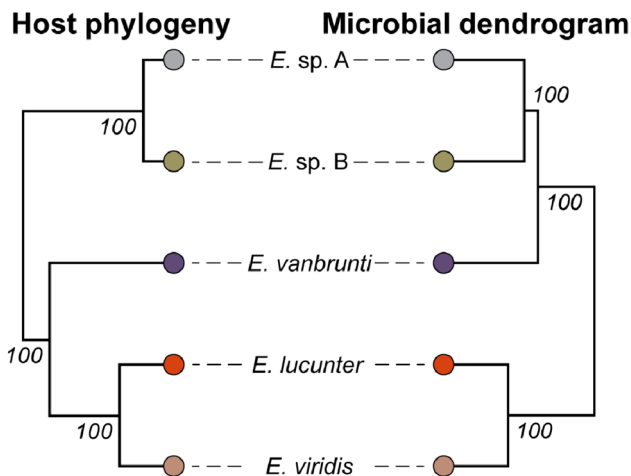 Host phylogeny
Microbial dendrogram
E. sp. A
100
100
E. sp. B
100
E. vanbrunti
100
E. lucunter
100
100
E. viridis